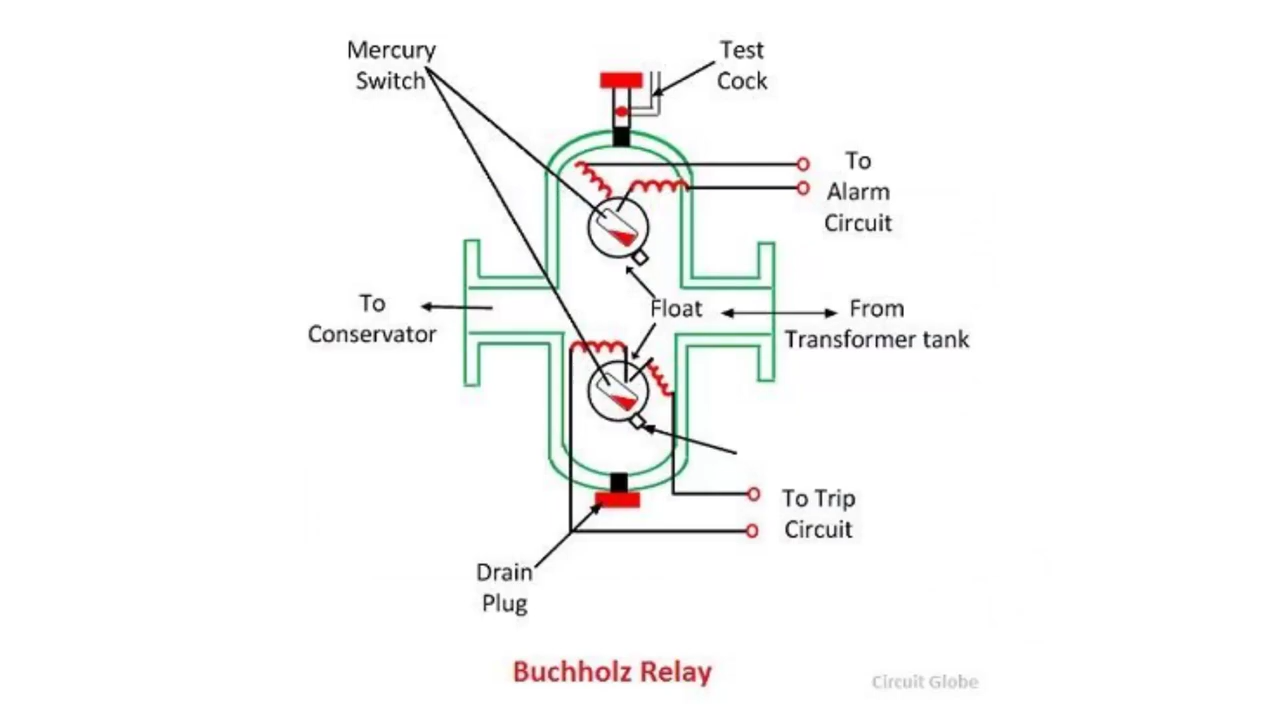 Mercury
Switch
Test
Cock
To
Alarm
Circuit
To
Conservator
Float
From
Transformer tank
To Trip
Circuit
Drain
Plug
Buchholz Relay
Circuit Globe